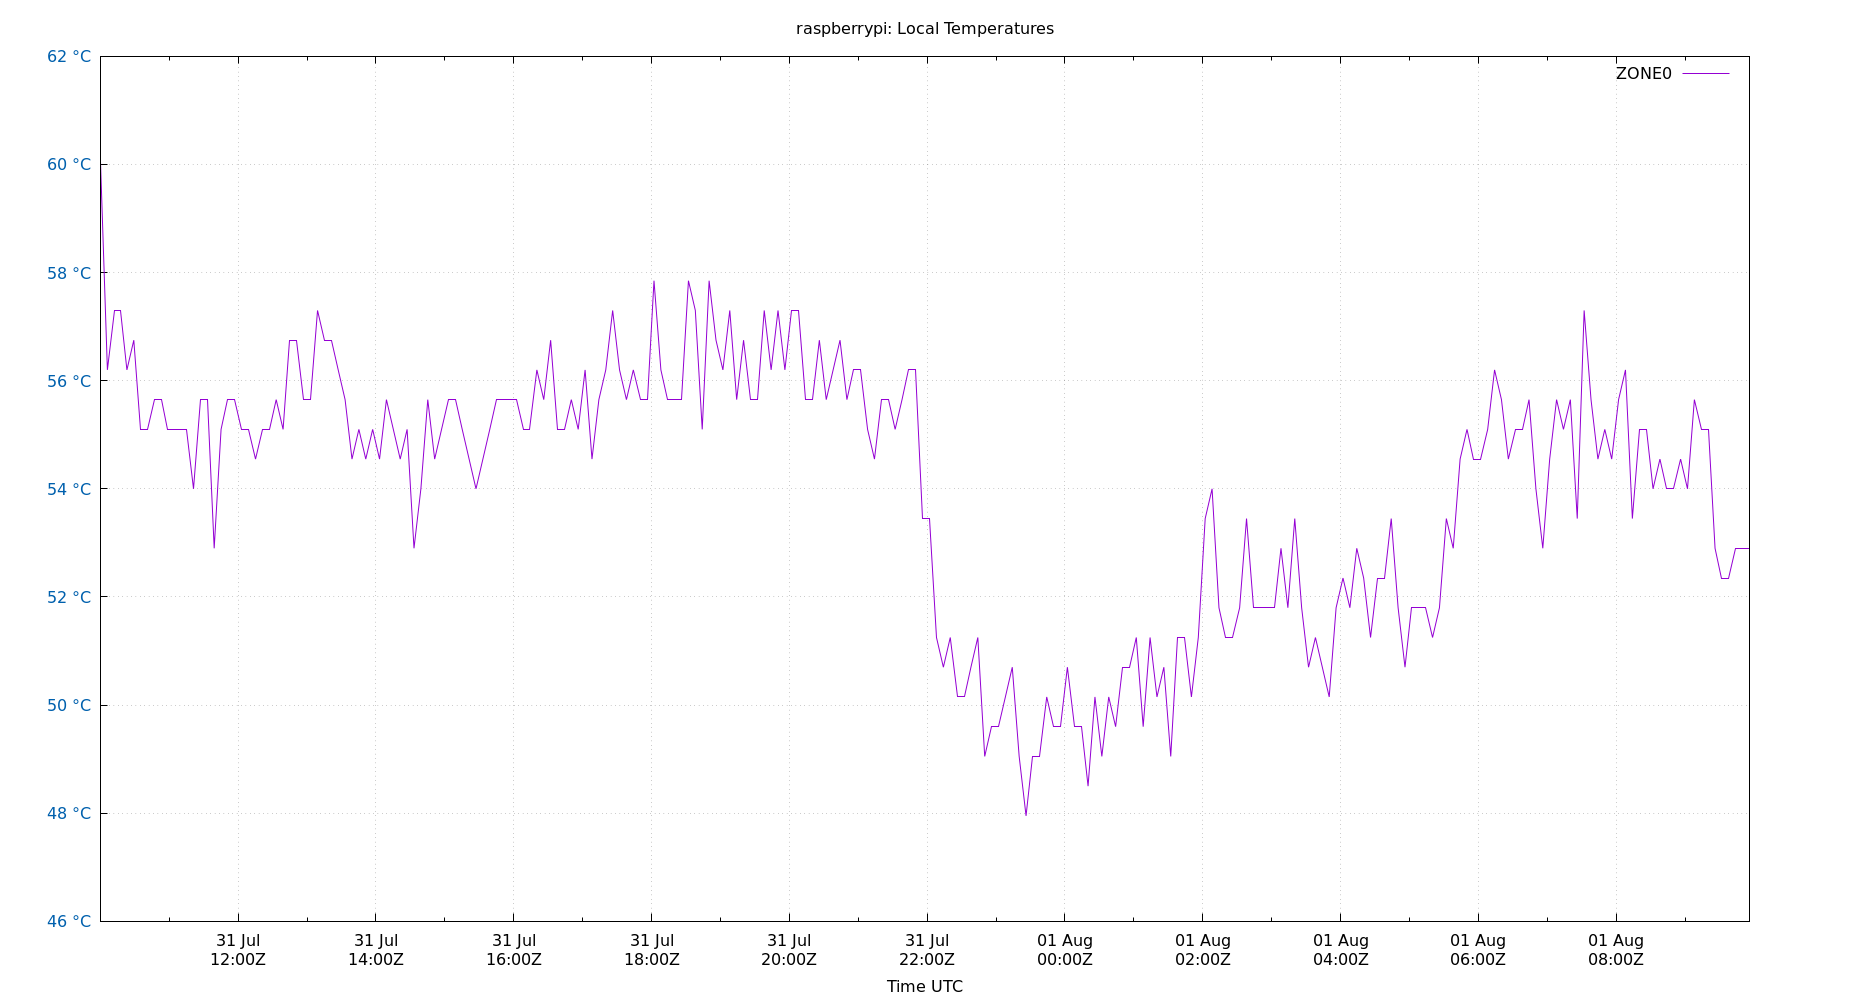 raspberrypi: Local Temperatures
62 °C
ZONE0
60 °C
58 °C
56 °C
54 °C
52 °C
50 °C
48 °C
46 °C
31 Jul 31 Jul 31 Jul 31 Jul 31 Jul 31 Jul 01 Aug 01 Aug 01 Aug 01 Aug 01 Aug
12:00Z 14:00Z 16:00Z 18:00Z 20:00Z 22:00Z 00:00Z 02:00Z 04:00Z 06:00Z 08:00Z
Time UTC